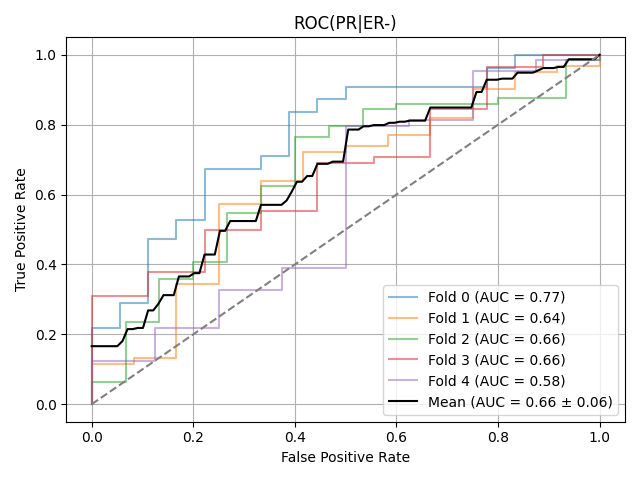 ROC(PR|ER-)
True Positive Rate
1.0
0.8
0.6
0.4
0.2
0.0
Fold 0 (AUC = 0.77)
Fold 1 (AUC = 0.64)
Fold 2 (AUC = 0.66)
Fold 3 (AUC = 0.66)
Fold 4 (AUC = 0.58)
Mean (AUC = 0.66 ± 0.06)
0.0 0.2 0.4 0.6 0.8 1.0
False Positive Rate